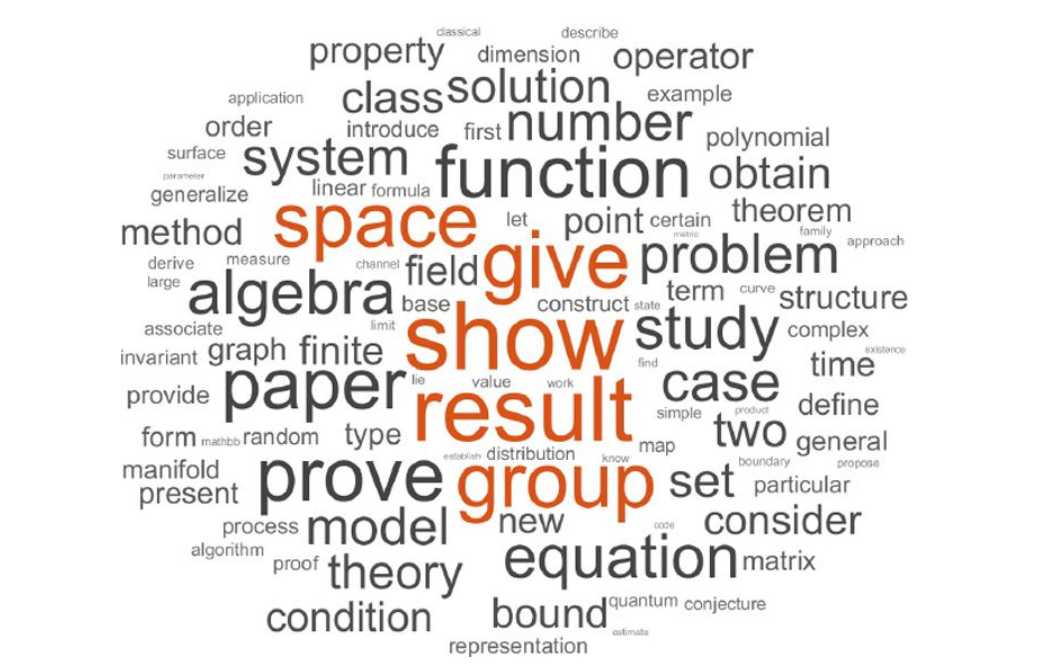 classical describe
property dimension operator
class solution example
application
order introduce first number polynomial
surface system function obtain
parameter
generalize linear formula
space let point certain theorem
method metric family approach
give problem
derive measure channel field
large algebra base construct state term curve structure
associate limit show study complex
invariant graph finite find time existence
provide paper lie value work case
result simple product define
form mathbb random type map two general
establish distribution know boundary propose
manifold prove group set particular
present
process model new code consider
algorithm equation matrix
proof theory
condition bound quantum conjecture
estimate
representation